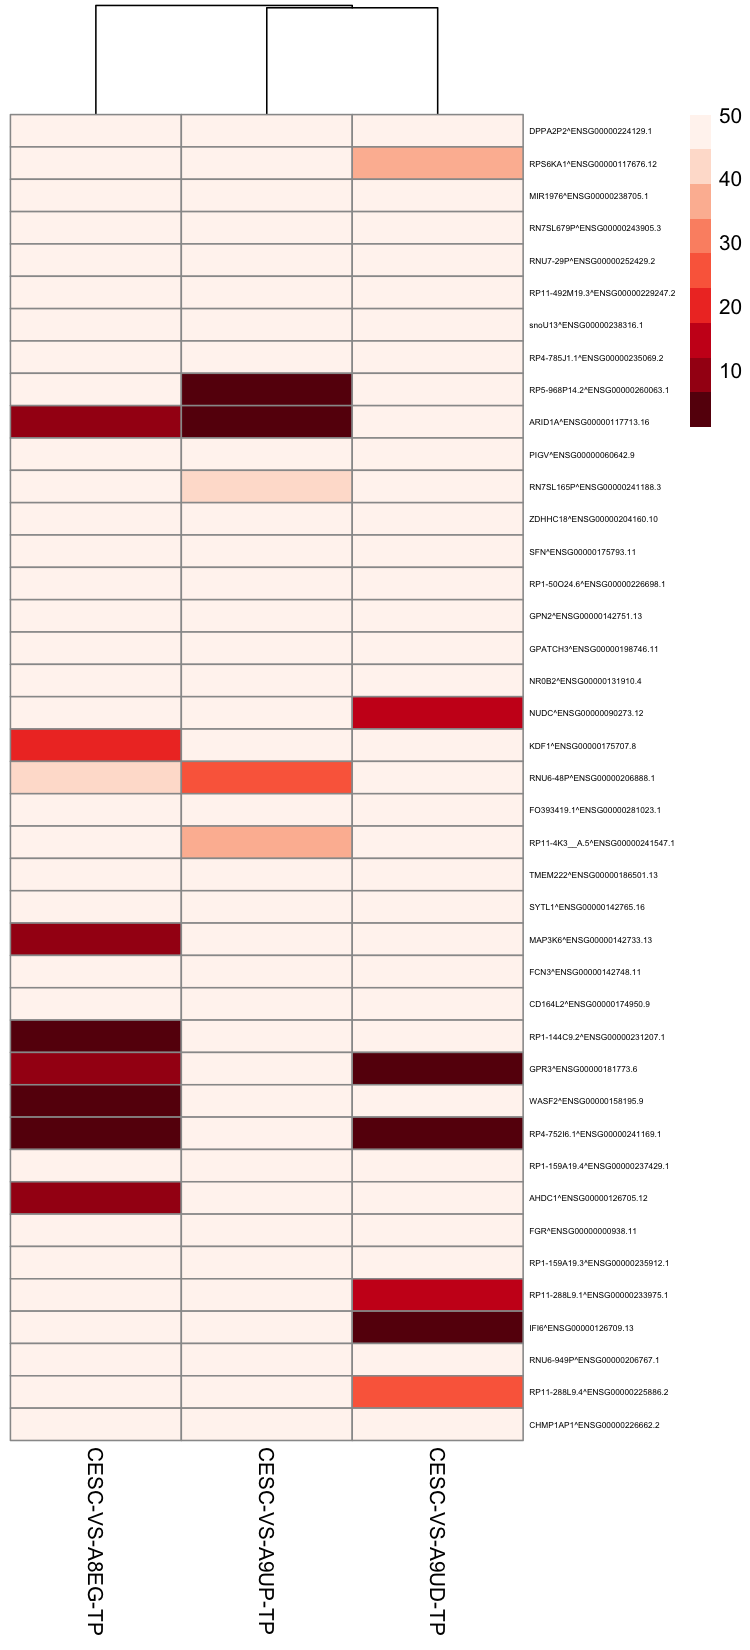 50
40
30
20
10
DPPA2P2^ENSG00000224129.1
RPS6KA1^ENSG00000117676.12
MIR1976^ENSG00000238705.1
RN7SL679P^ENSG00000243905.3
RNU7-29P^ENSG00000252429.2
RP11-492M19.3^ENSG00000229247.2
snoU13^ENSG00000238316.1
RP4-785J1.1^ENSG00000235069.2
RP5-968P14.2^ENSG00000260063.1
ARID1A^ENSG00000117713.16
PIGV^ENSG00000060642.9
RN7SL165P^ENSG00000241188.3
ZDHHC18^ENSG00000204160.10
SFN^ENSG00000175793.11
RP1-50O24.6^ENSG00000226698.1
GPN2^ENSG00000142751.13
GPATCH3^ENSG00000198746.11
NR0B2^ENSG00000131910.4
NUDC^ENSG00000090273.12
KDF1^ENSG00000175707.8
RNU6-48P^ENSG00000206888.1
FO393419.1^ENSG00000281023.1
RP11-4K3__A.5^ENSG00000241547.1
TMEM222^ENSG00000186501.13
SYTL1^ENSG00000142765.16
MAP3K6^ENSG00000142733.13
FCN3^ENSG00000142748.11
CD164L2^ENSG00000174950.9
RP1-144C9.2^ENSG00000231207.1
GPR3^ENSG00000181773.6
WASF2^ENSG00000158195.9
RP4-752I6.1^ENSG00000241169.1
RP1-159A19.4^ENSG00000237429.1
AHDC1^ENSG00000126705.12
FGR^ENSG00000000938.11
RP1-159A19.3^ENSG00000235912.1
RP11-288L9.1^ENSG00000233975.1
IFI6^ENSG00000126709.13
RNU6-949P^ENSG00000206767.1
RP11-288L9.4^ENSG00000225886.2
CHMP1AP1^ENSG00000226662.2
CESC-VS-A8EG-TP
CESC-VS-A9UP-TP
CESC-VS-A9UD-TP